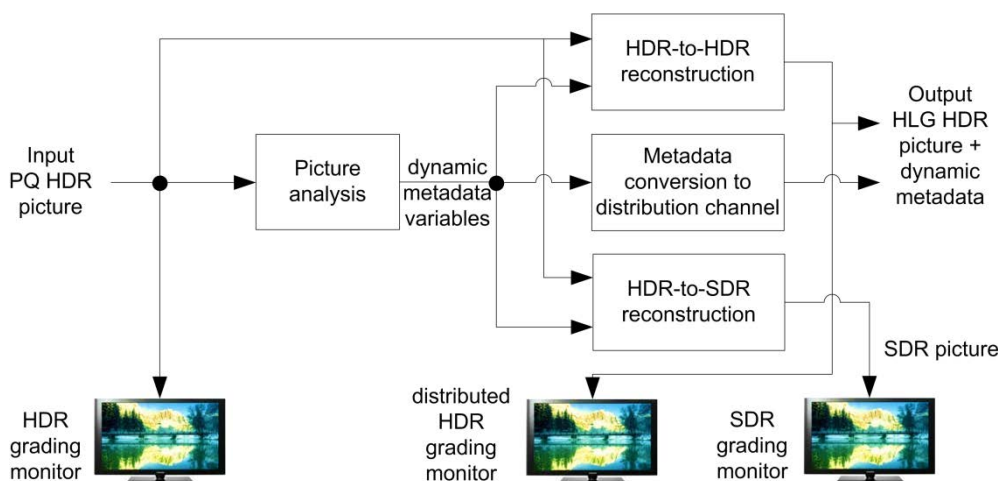 HDR-to-HDR
reconstruction
Output
HLG HDR
picture +
dynamic
metadata
Input
PQ HDR
picture
Picture
analysis
dynamic
metadata
variables
Metadata
conversion to
distribution channel
HDR-to-SDR
reconstruction
SDR picture
HDR
grading
monitor
distributed
HDR
grading
monitor
SDR
grading
monitor